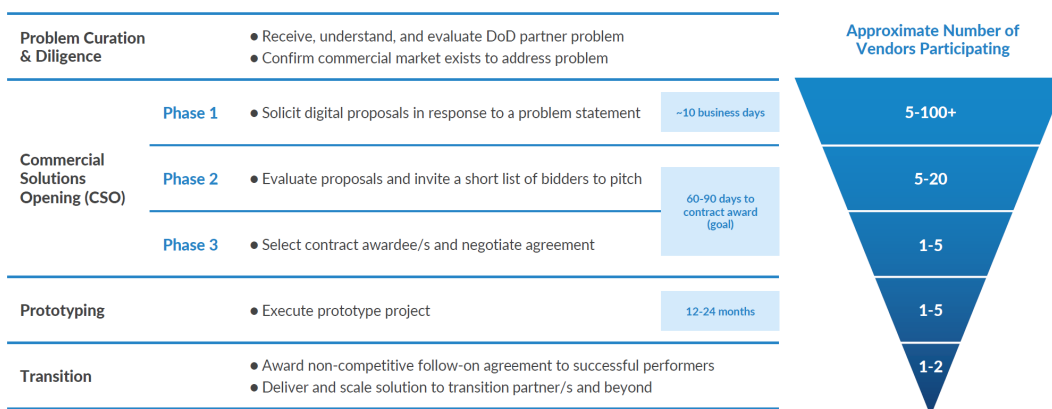 Problem Curation
& Diligence
● Receive, understand, and evaluate DoD partner problem
● Confirm commercial market exists to address problem
Approximate Number of
Vendors Participating
Commercial
Solutions
Opening (CSO)
Phase 1
● Solicit digital proposals in response to a problem statement
~10 business days
5-100+
Phase 2
● Evaluate proposals and invite a short list of bidders to pitch
60-90 days to
contract award
(goal)
5-20
Phase 3
● Select contract awardee/s and negotiate agreement
1-5
Prototyping
● Execute prototype project
12-24 months
1-5
Transition
● Award non-competitive follow-on agreement to successful performers
● Deliver and scale solution to transition partner/s and beyond
1-2